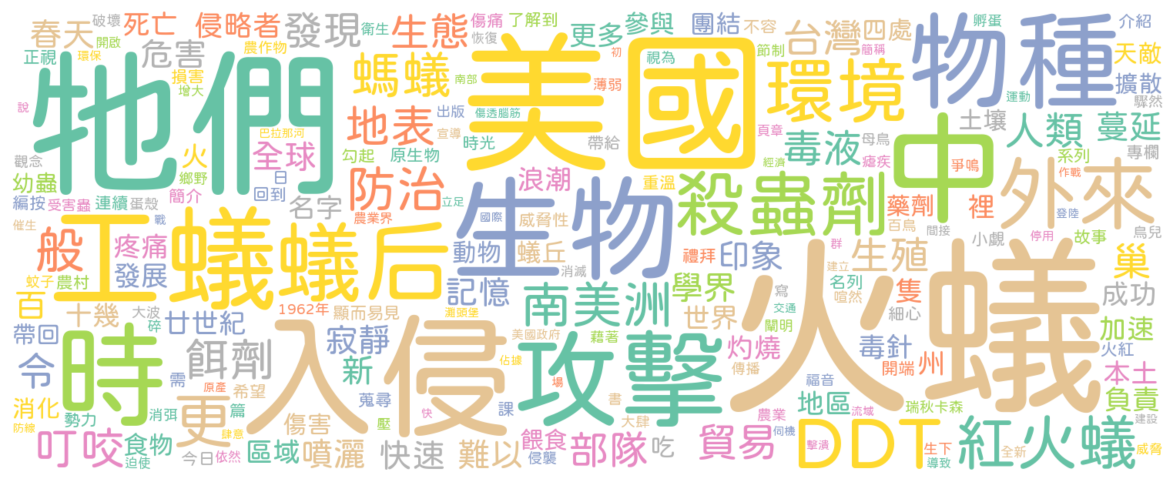 牠們
美國
物種
火蟻
入侵
生物
中
時
攻擊
工蟻
蟻后
殺蟲劑
外來
DDT
紅火蟻
環境
防治
地表
螞蟻
更
般
南美洲
餌劑
生態
發現
台灣
四處
人類
蔓延
毒液
土壤
擴散
天敵
介紹
孵蛋
不容
節制
簡稱
運動
驟然
專欄
團結
參與
更多
了解到
視為
薄弱
初
傷痛
恢復
衛生
侵略者
死亡
破壞
春天
開啟
正視
環保
危害
農作物
損害
增大
說
南部
傷透腦筋
出版
宣導
時光
帶給
原生物
勾起
巴拉那河
全球
火
鄉野
觀念
幼蟲
簡介
日
回到
編按
受害蟲
連續
蛋殼
戰
催生
名字
農業界
立足
浪潮
重溫
國際
威脅性
動物
蟻丘
消滅
記憶
禮拜
印象
頁章
經濟
母鳥
瘧疾
爭鳴
系列
作戰
藥劑
百鳥
裡
間接
登陸
鳥兒
小覷
停用
故事
群
生殖
建立
巢
成功
隻
名列
喧然
細心
學界
寫
交通
世界
闡明
藉著
灼燒
傳播
毒針
州
開端
加速
火紅
本土
負責
福音
地區
流域
瑞秋卡森
建設
威脅
全新
生下
導致
擊潰
伺機
農業
貿易
場
書
大肆
吃
部隊
餵食
侵襲
難以
快速
快
課
壓
佔據
美國政府
瀨頭堡
寂靜
新
蒐尋
傷害
噴灑
區域
篇
希望
需
原產
肆意
依然
今日
迫使
食物
叮咬
消弭
勢力
消化
防線
令
帶回
廿世紀
碎
大波
十幾
百
1962年
顯而易見
發展
疼痛
蚊子
農村